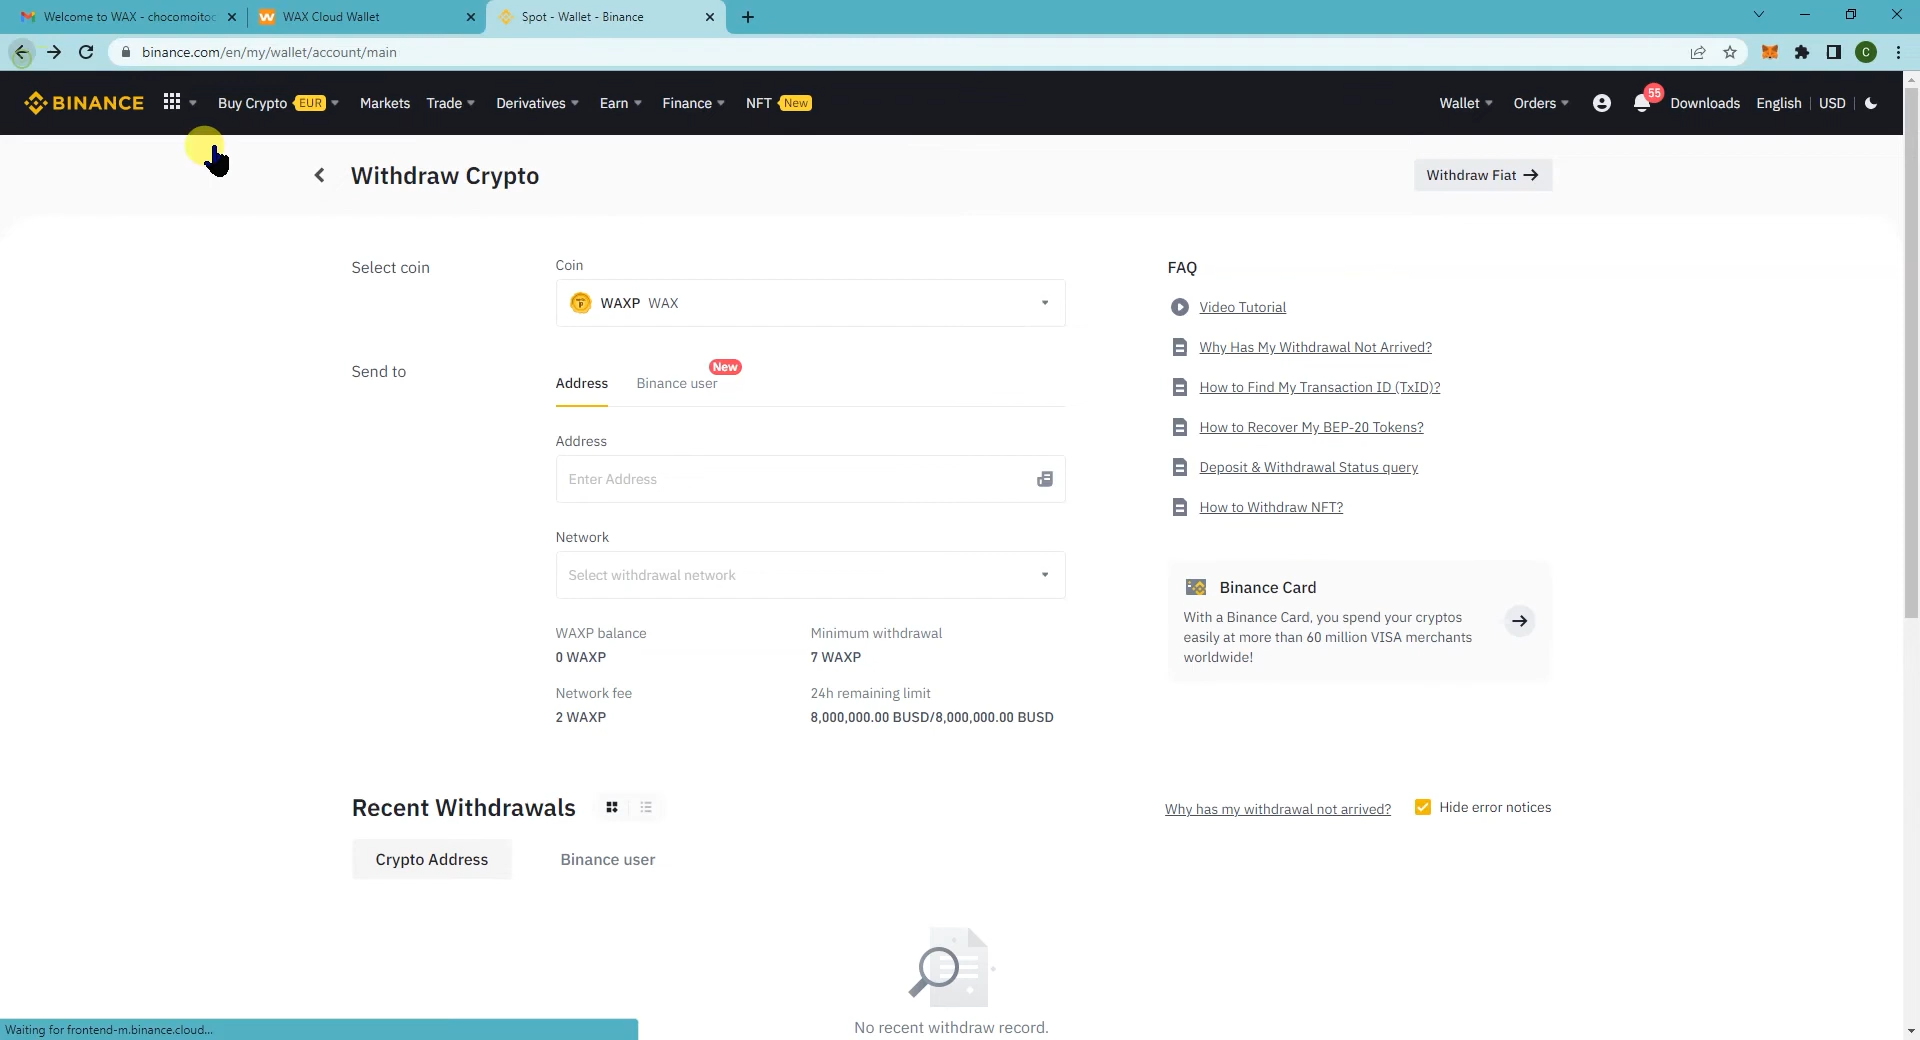 Welcome to WAX - chocomoitoc
WAX Cloud Wallet
Spot - Wallet - Binance
binance.com/en/my/wallet/account/main
C
BINANCE
Buy Crypto EUR
Markets
Trade
Derivatives
Earn
Finance
NFT New
Wallet
Orders
55
Downloads
English
USD
Withdraw Crypto
Withdraw Fiat
Select coin
Coin
WAXP WAX
Send to
Address
Binance user
New
Address
Enter Address
Network
Select withdrawal network
WAXP balance
0 WAXP
Minimum withdrawal
7 WAXP
Network fee
2 WAXP
24h remaining limit
8,000,000.00 BUSD/8,000,000.00 BUSD
FAQ
Video Tutorial
Why Has My Withdrawal Not Arrived?
How to Find My Transaction ID (TxID)?
How to Recover My BEP-20 Tokens?
Deposit & Withdrawal Status query
How to Withdraw NFT?
Binance Card
With a Binance Card, you spend your cryptos
easily at more than 60 million VISA merchants
worldwide!
Recent Withdrawals
Why has my withdrawal not arrived?
Hide error notices
Crypto Address
Binance user
No recent withdraw record.
Waiting for frontend-m.binance.cloud...